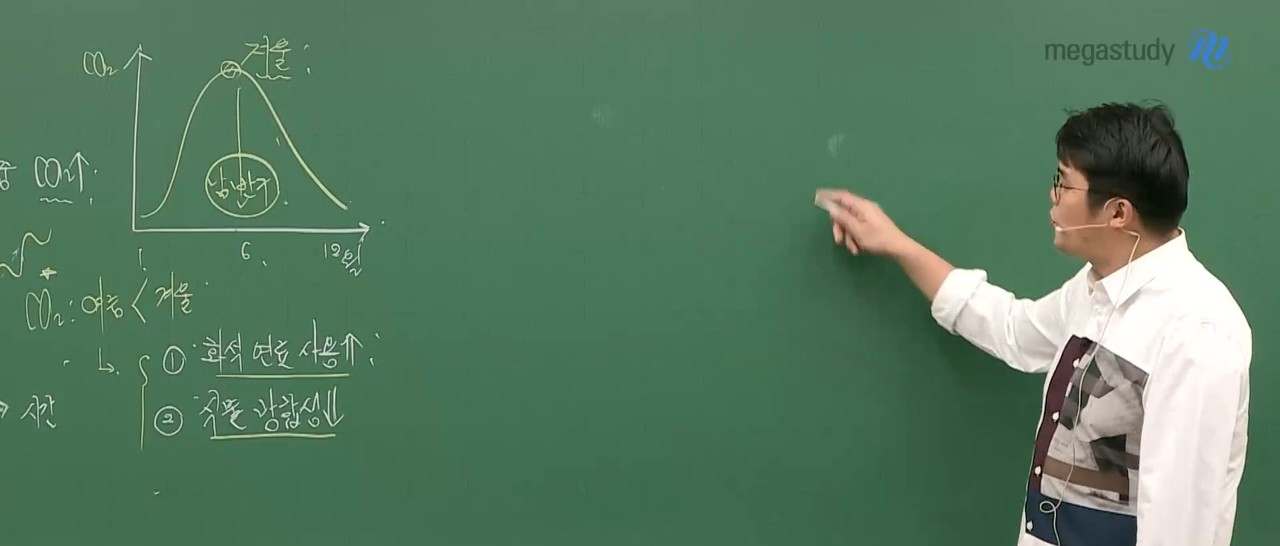 megastudy
CO₂
겨울
CO₂↑
남반구
1
6
12월
CO₂: 여름 < 겨울
① 화석 연료 사용⇑
② 식물 광합성⇓
⇒ 시간